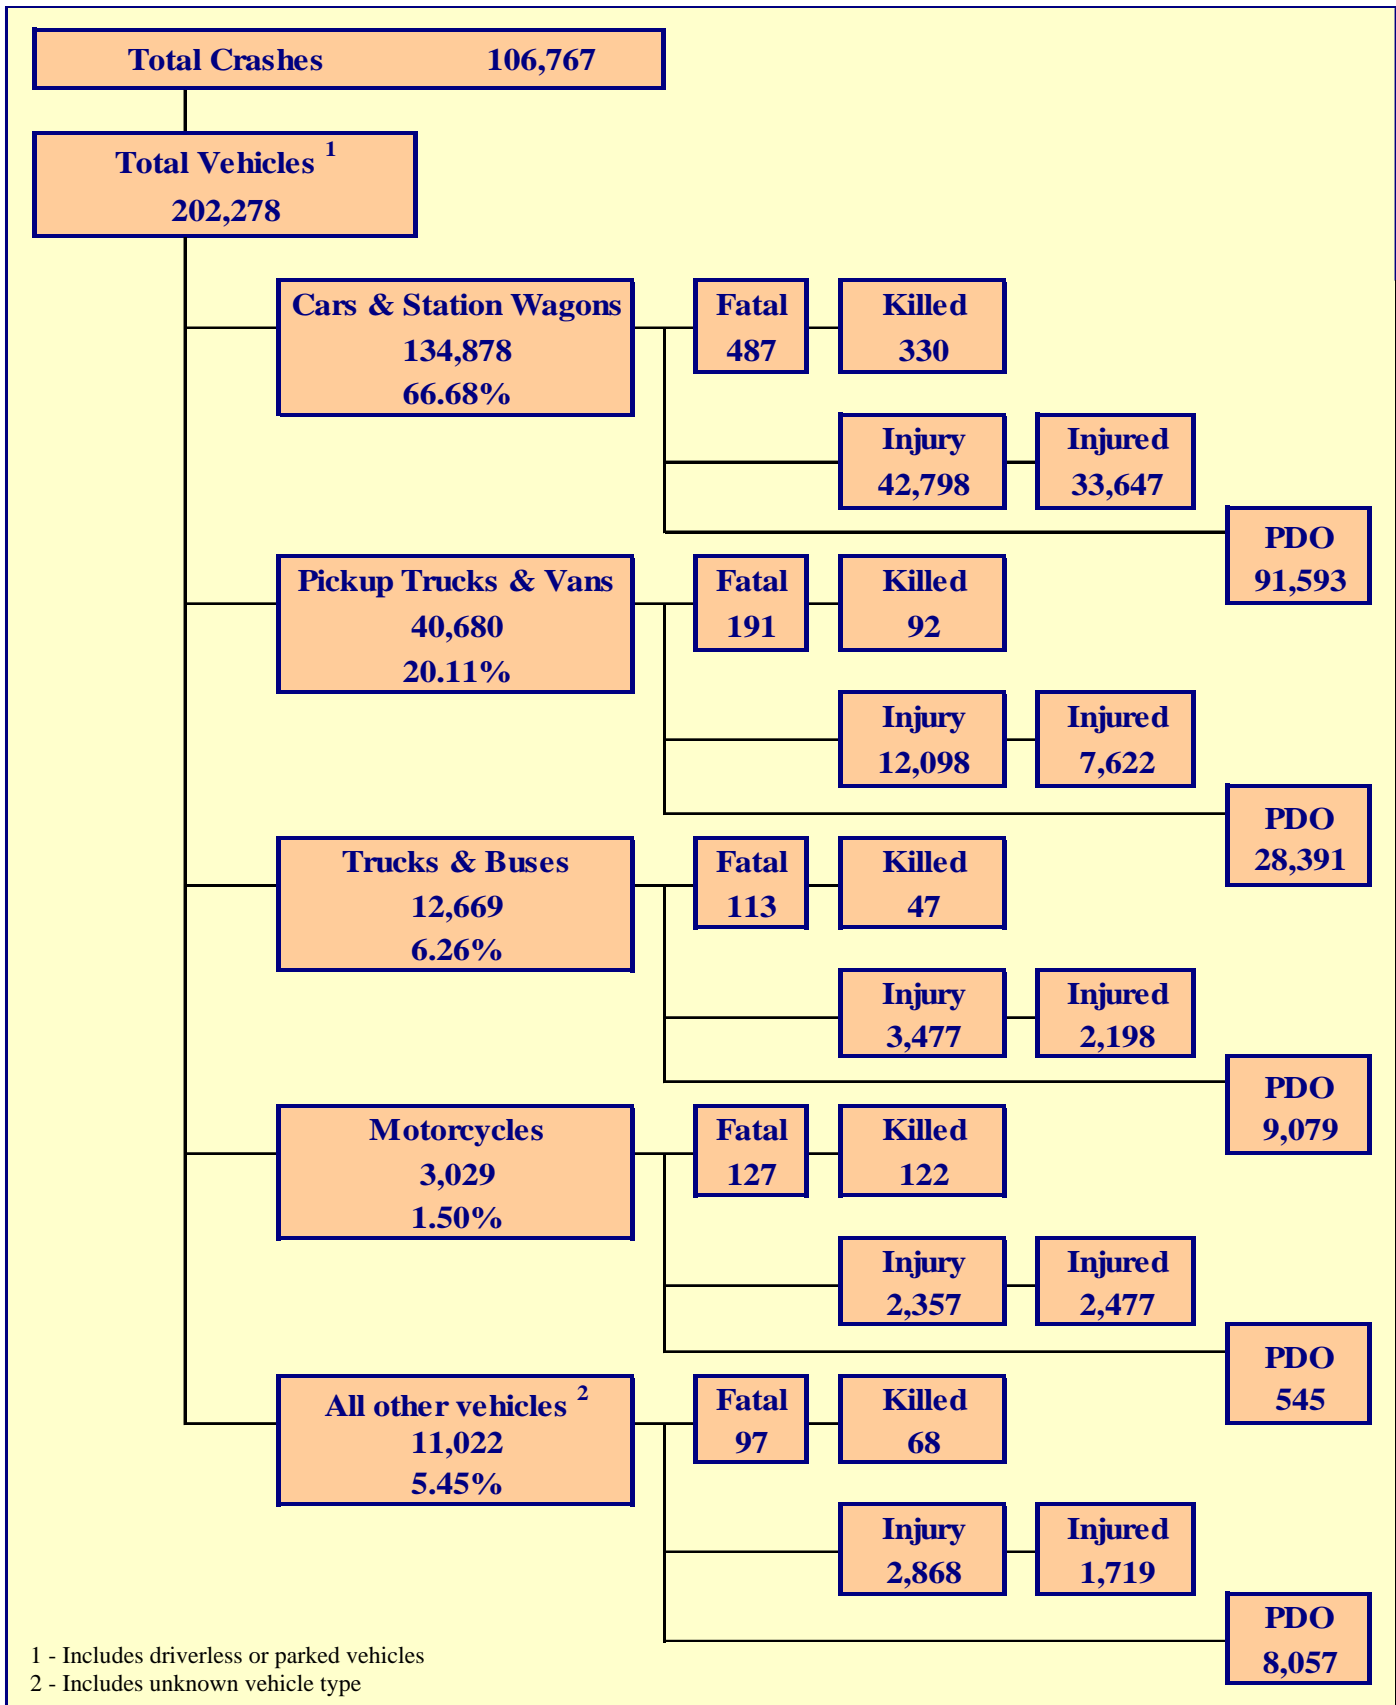 Total Crashes 106,767
Total Vehicles 1
202,278
Cars & Station Wagons
134,878
66.68%
Fatal
487
Killed
330
Injury
42,798
Injured
33,647
PDO
91,593
Pickup Trucks & Vans
40,680
20.11%
Fatal
191
Killed
92
Injury
12,098
Injured
7,622
PDO
28,391
Trucks & Buses
12,669
6.26%
Fatal
113
Killed
47
Injury
3,477
Injured
2,198
PDO
9,079
Motorcycles
3,029
1.50%
Fatal
127
Killed
122
Injury
2,357
Injured
2,477
PDO
545
All other vehicles 2
11,022
5.45%
Fatal
97
Killed
68
Injury
2,868
Injured
1,719
PDO
8,057
1 - Includes driverless or parked vehicles
2 - Includes unknown vehicle type